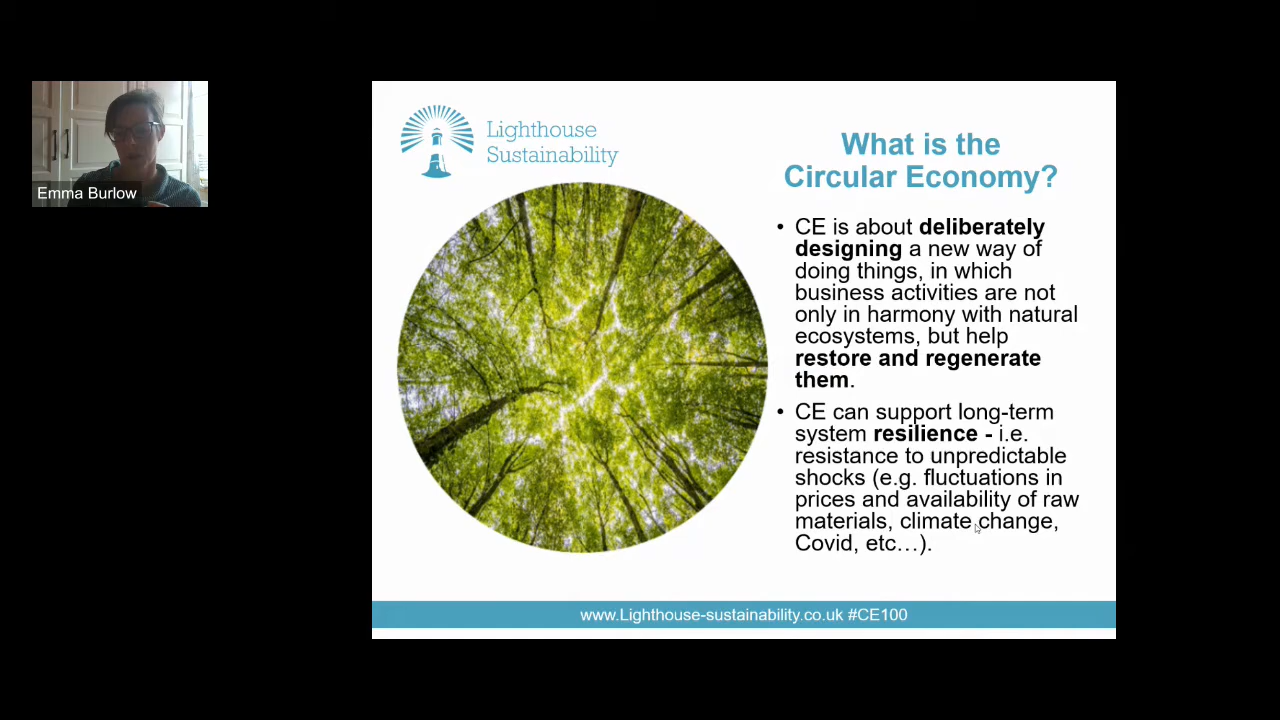 Emma Burlow
Lighthouse
Sustainability
What is the
Circular Economy?
• CE is about deliberately
designing a new way of
doing things, in which
business activities are not
only in harmony with natural
ecosystems, but help
restore and regenerate
them.
• CE can support long-term
system resilience - i.e.
resistance to unpredictable
shocks (e.g. fluctuations in
prices and availability of raw
materials, climate change,
Covid, etc…).
www.Lighthouse-sustainability.co.uk #CE100